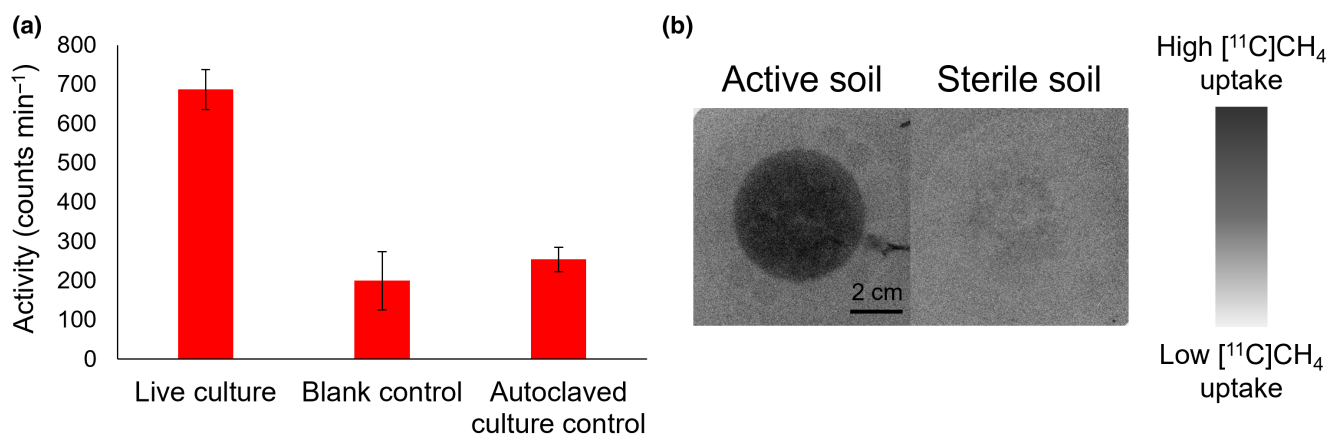 (a)
Activity (counts min⁻¹)
800
700
600
500
400
300
200
100
0
Live culture
Blank control
Autoclaved
culture control
(b)
Active soil
Sterile soil
2 cm
High [¹¹C]CH₄
uptake
Low [¹¹C]CH₄
uptake